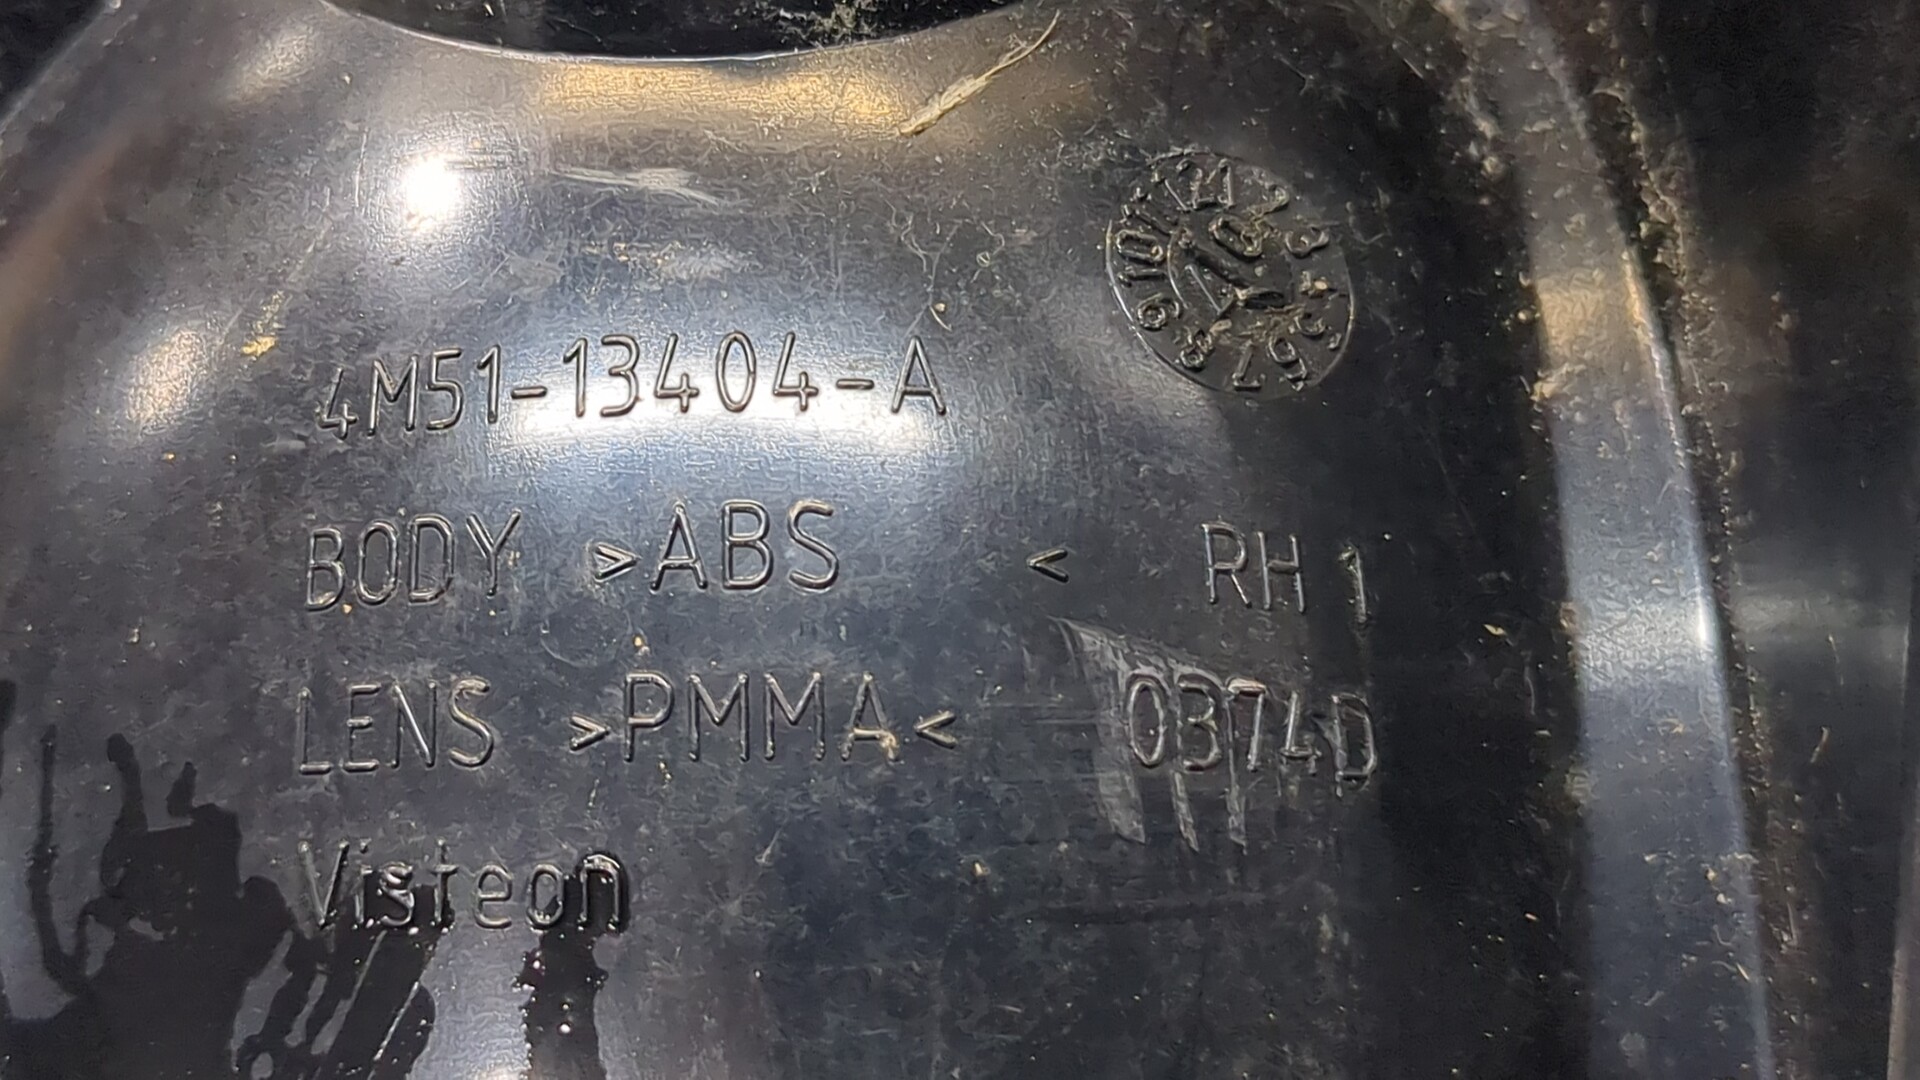 4M51-13404-A
BODY >ABS < RH 1
LENS >PMMA< 0374D
Visteon